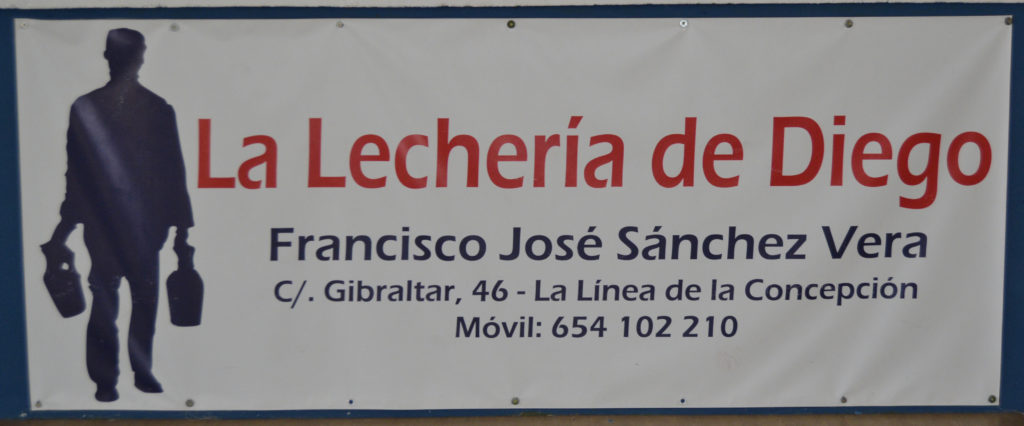 La Lechería de Diego
Francisco José Sánchez Vera
C/. Gibraltar, 46 - La Línea de la Concepción
Móvil: 654 102 210